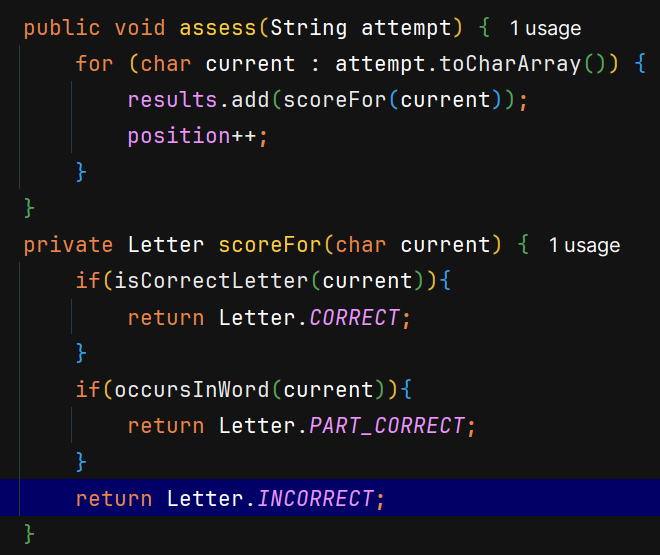 public void assess(String attempt) { 1 usage
for (char current : attempt.toCharArray()) {
results.add(scoreFor(current));
position++;
}
}
private Letter scoreFor(char current) { 1 usage
if(isCorrectLetter(current)){
return Letter.CORRECT;
}
if(occursInWord(current)){
return Letter.PART_CORRECT;
}
return Letter.INCORRECT;
}